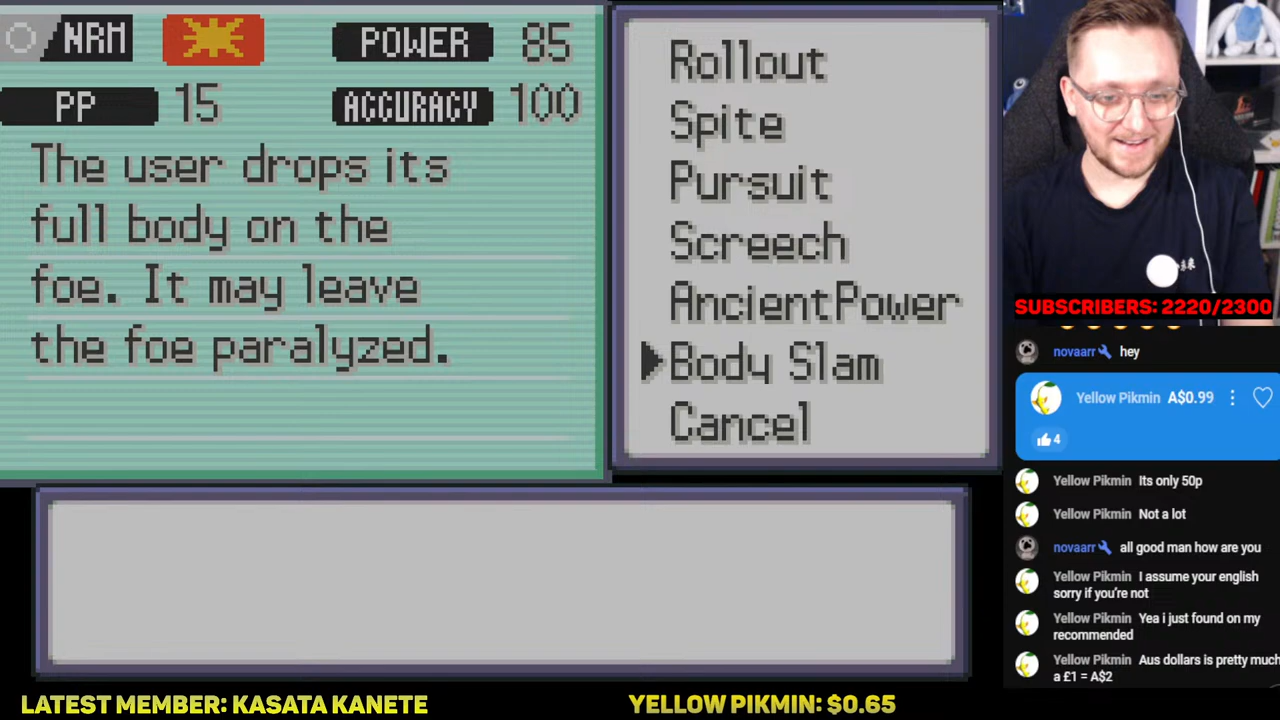 NRM
POWER 85
PP 15
ACCURACY 100
The user drops its
full body on the
foe. It may leave
the foe paralyzed.
Rollout
Spite
Pursuit
Screech
AncientPower
Body Slam
Cancel
SUBSCRIBERS: 2220/2300
novaarr hey
Yellow Pikmin A$0.99
4
Yellow Pikmin Its only 50p
Yellow Pikmin Not a lot
novaarr all good man how are you
Yellow Pikmin I assume your english
sorry if you're not
Yellow Pikmin Yea i just found on my
recommended
Yellow Pikmin Aus dollars is pretty much
a £1 = A$2
LATEST MEMBER: KASATA KANETE
YELLOW PIKMIN: $0.65